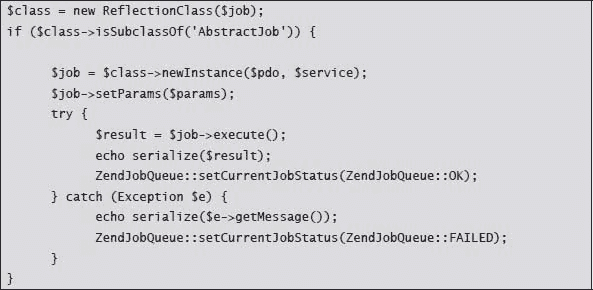 $class = new ReflectionClass($job);
if ($class->isSubclassOf('AbstractJob')) {
$job = $class->newInstance($pdo, $service);
$job->setParams($params);
try {
$result = $job->execute();
echo serialize($result);
ZendJobQueue::setCurrentJobStatus(ZendJobQueue::OK);
} catch (Exception $e) {
echo serialize($e->getMessage());
ZendJobQueue::setCurrentJobStatus(ZendJobQueue::FAILED);
}
}